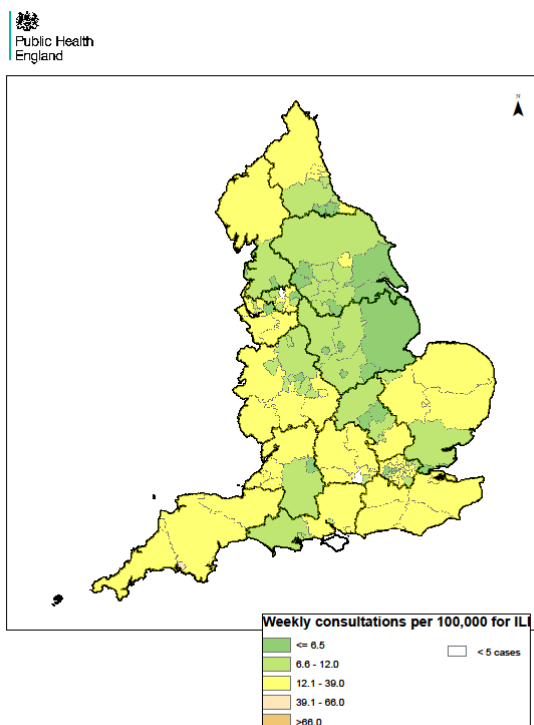 Public Health
England
N
Weekly consultations per 100,000 for ILI
<= 6.5
< 5 cases
6.6 - 12.0
12.1 - 39.0
39.1 - 66.0
>66.0